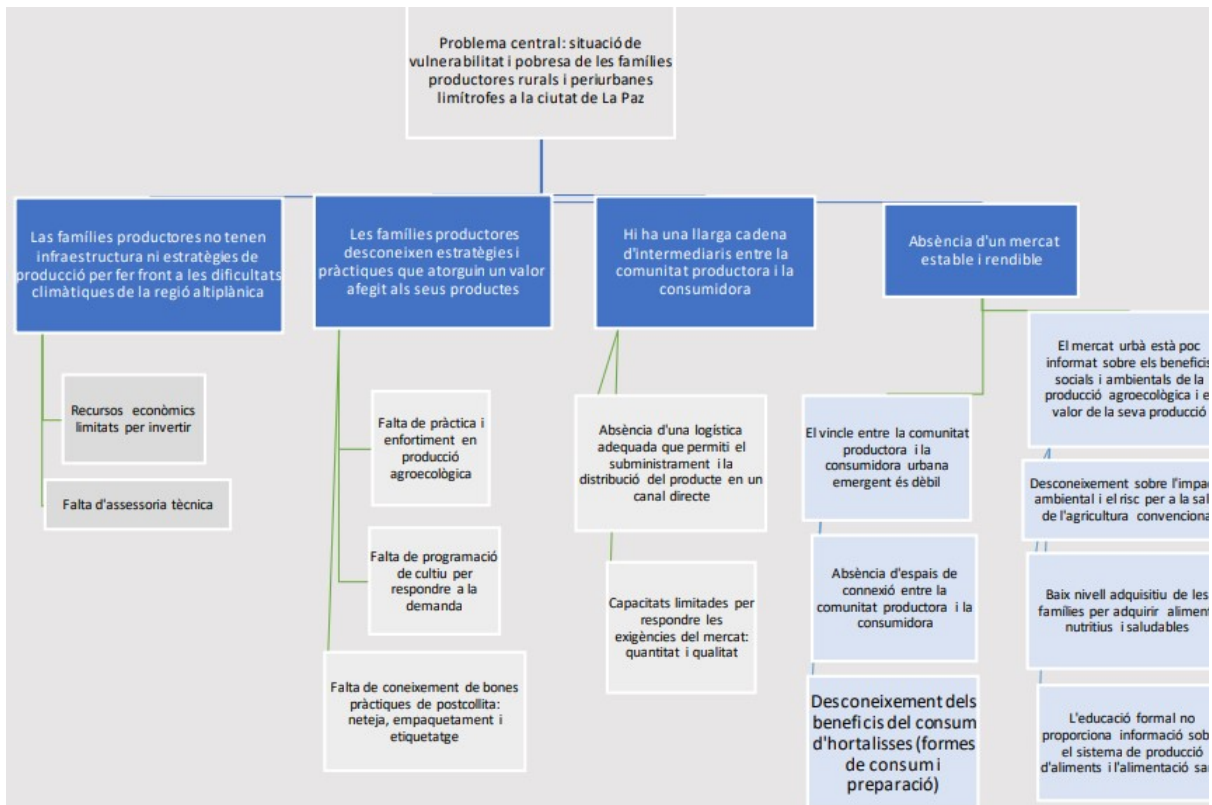 Problema central: situació de
vulnerabilitat i pobresa de les famílies
productores rurals i periurbanes
limítrofes a la ciutat de La Paz
Las famílies productores no tenen
infraestructura ni estratègies de
producció per fer front a les dificultats
climàtiques de la regió altiplànica
Recursos econòmics
limitats per invertir
Falta d'assessoria tècnica
Les famílies productores
desconeixen estratègies i
pràctiques que atorguin un valor
afegit als seus productes
Falta de pràctica i
enfortiment en
producció
agroecològica
Falta de programació
de cultiu per
respondre a la
demanda
Falta de coneixement de bones
pràctiques de postcollita:
neteja, empaquetament i
etiquetatge
Hi ha una llarga cadena
d'intermediaris entre la
comunitat productora i la
consumidora
Absència d'una logística
adequada que permiti el
subministrament i la
distribució del producte en un
canal directe
Capacitats limitades per
respondre les
exigències del mercat:
quantitat i qualitat
Absència d'un mercat
estable i rendible
El vincle entre la comunitat
productora i la
consumidora urbana
emergent és dèbil
Absència d'espais de
connexió entre la
comunitat productora i la
consumidora
Desconeixement dels
beneficis del consum
d'hortalisses (formes
de consum i
preparació)
El mercat urbà està poc
informat sobre els beneficis
socials i ambientals de la
producció agroecològica i
valor de la seva producció
Desconeixement sobre
ambiental i el risc per a la
de l'agricultura
Baix nivell adquisitiu de les
famílies per adquirir
nutritius i saludables
L'educació formal no
proporciona informació
el sistema de producció
d'aliments i l'alimentació